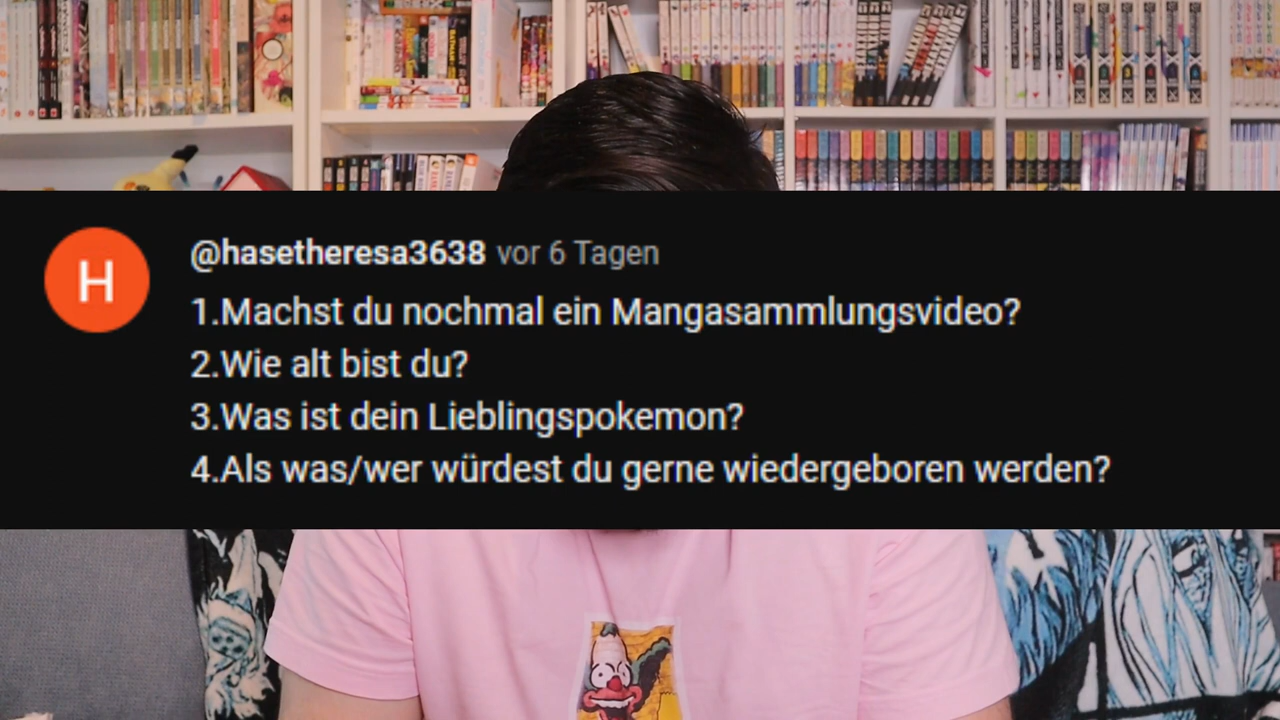 H
@hasetheresa3638 vor 6 Tagen
1.Machst du nochmal ein Mangasammlungsvideo?
2.Wie alt bist du?
3.Was ist dein Lieblingspokemon?
4.Als was/wer würdest du gerne wiedergeboren werden?